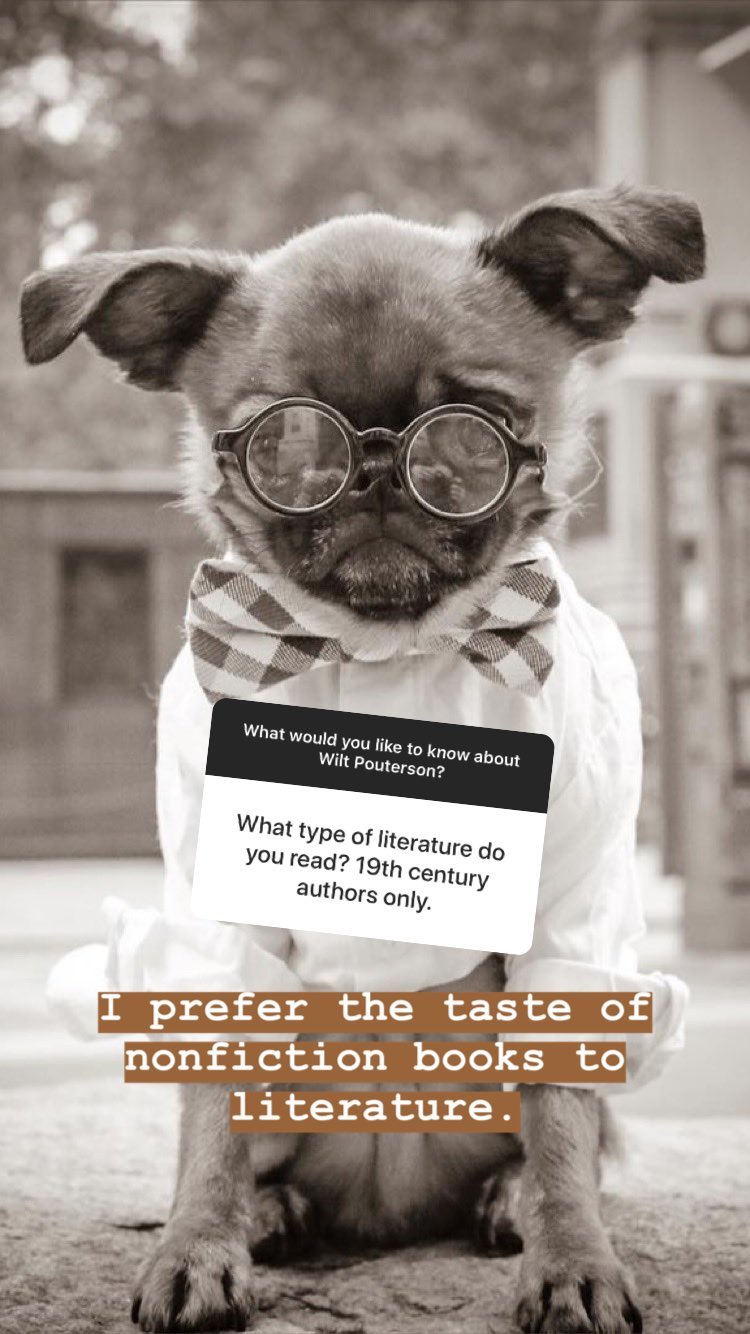 What would you like to know about
Wilt Pouterson?
What type of literature do
you read? 19th century
authors only.
I prefer the taste of
nonfiction books to
literature.